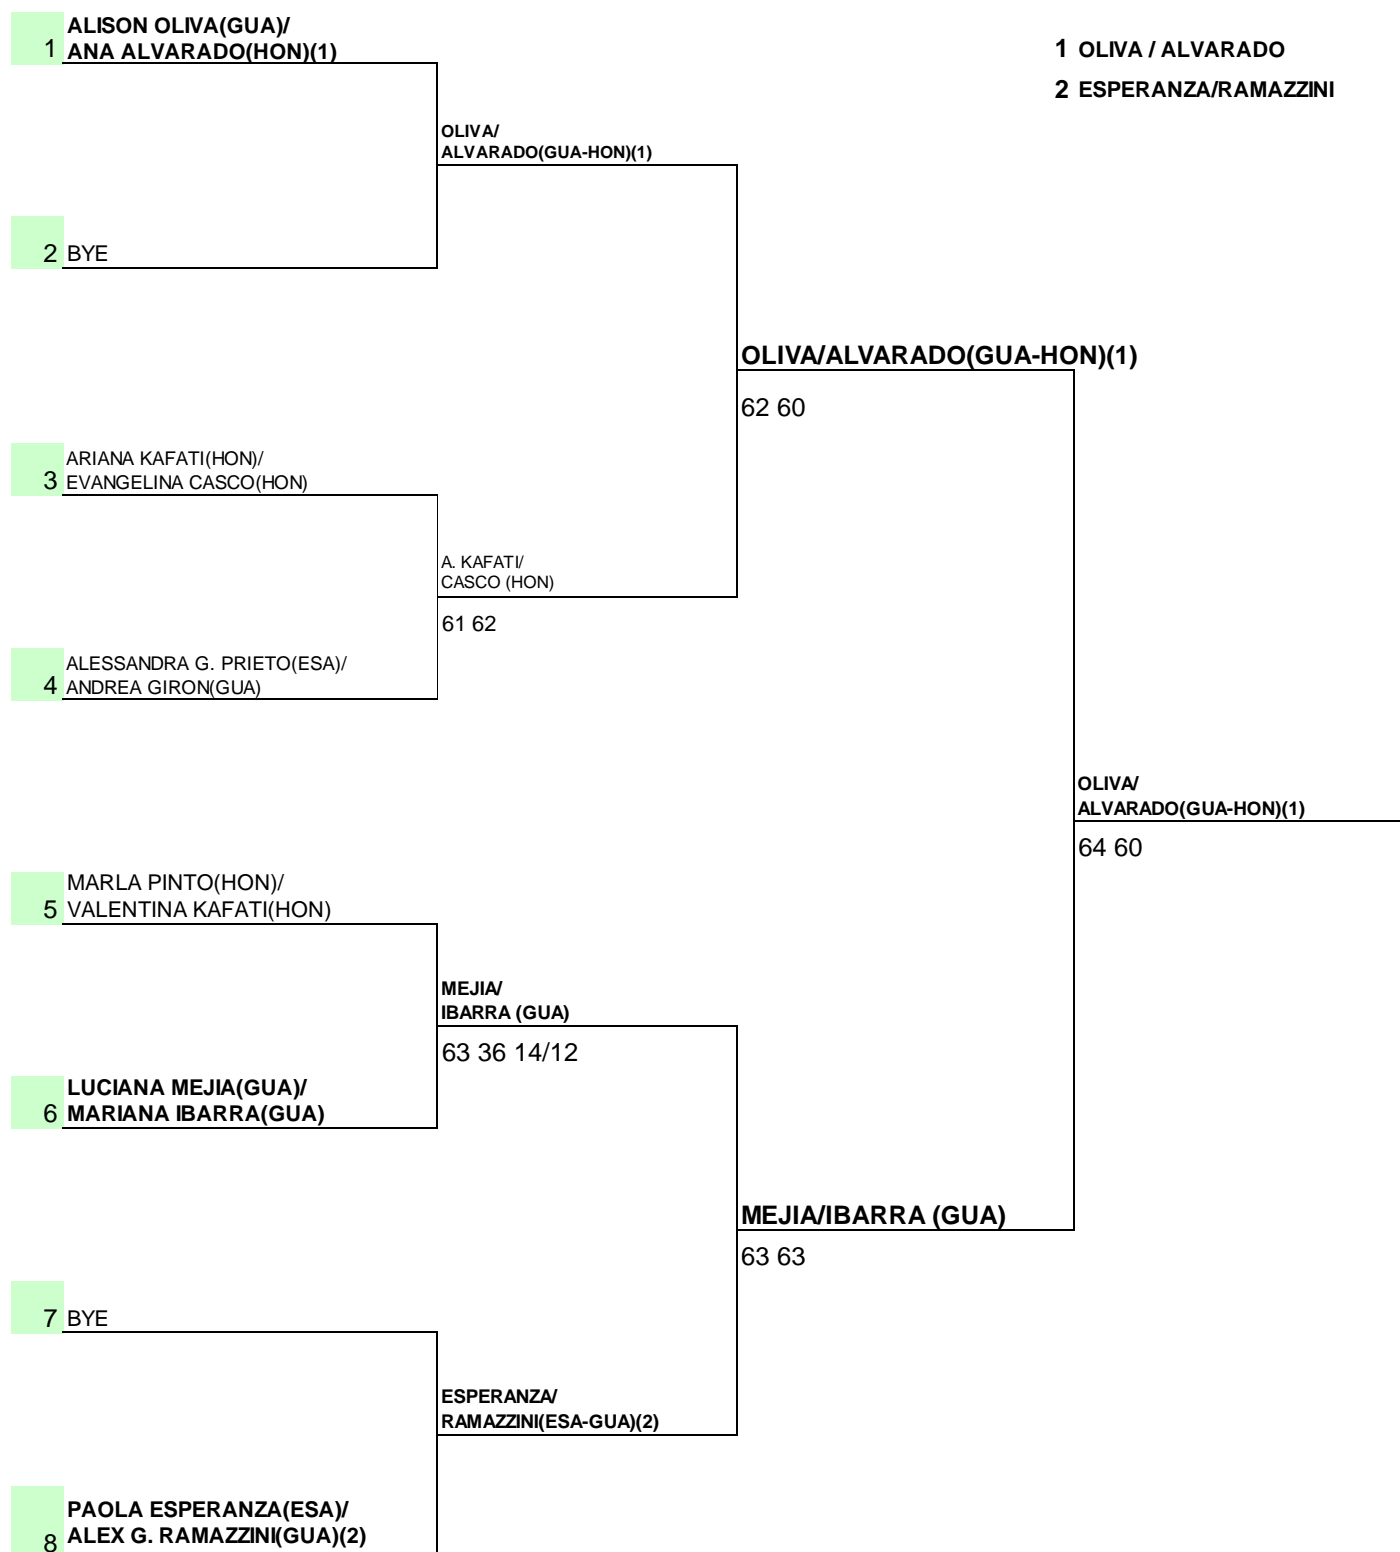 ALISON OLIVA(GUA)/
1 ANA ALVARADO(HON)(1)
1 OLIVA / ALVARADO
2 ESPERANZA/RAMAZZINI
OLIVA/
ALVARADO(GUA-HON)(1)
2 BYE
OLIVA/ALVARADO(GUA-HON)(1)
62 60
ARIANA KAFATI(HON)/
3 EVANGELINA CASCO(HON)
A. KAFATI/
CASCO (HON)
61 62
ALESSANDRA G. PRIETO(ESA)/
4 ANDREA GIRON(GUA)
OLIVA/
ALVARADO(GUA-HON)(1)
64 60
MARLA PINTO(HON)/
5 VALENTINA KAFATI(HON)
MEJIA/
IBARRA (GUA)
63 36 14/12
LUCIANA MEJIA(GUA)/
6 MARIANA IBARRA(GUA)
MEJIA/IBARRA (GUA)
63 63
7 BYE
ESPERANZA/
RAMAZZINI(ESA-GUA)(2)
PAOLA ESPERANZA(ESA)/
8 ALEX G. RAMAZZINI(GUA)(2)